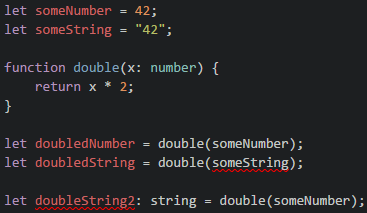 let someNumber = 42;
let someString = "42";
function double(x: number) {
    return x * 2;
}
let doubledNumber = double(someNumber);
let doubledString = double(someString);
let doubleString2: string = double(someNumber);